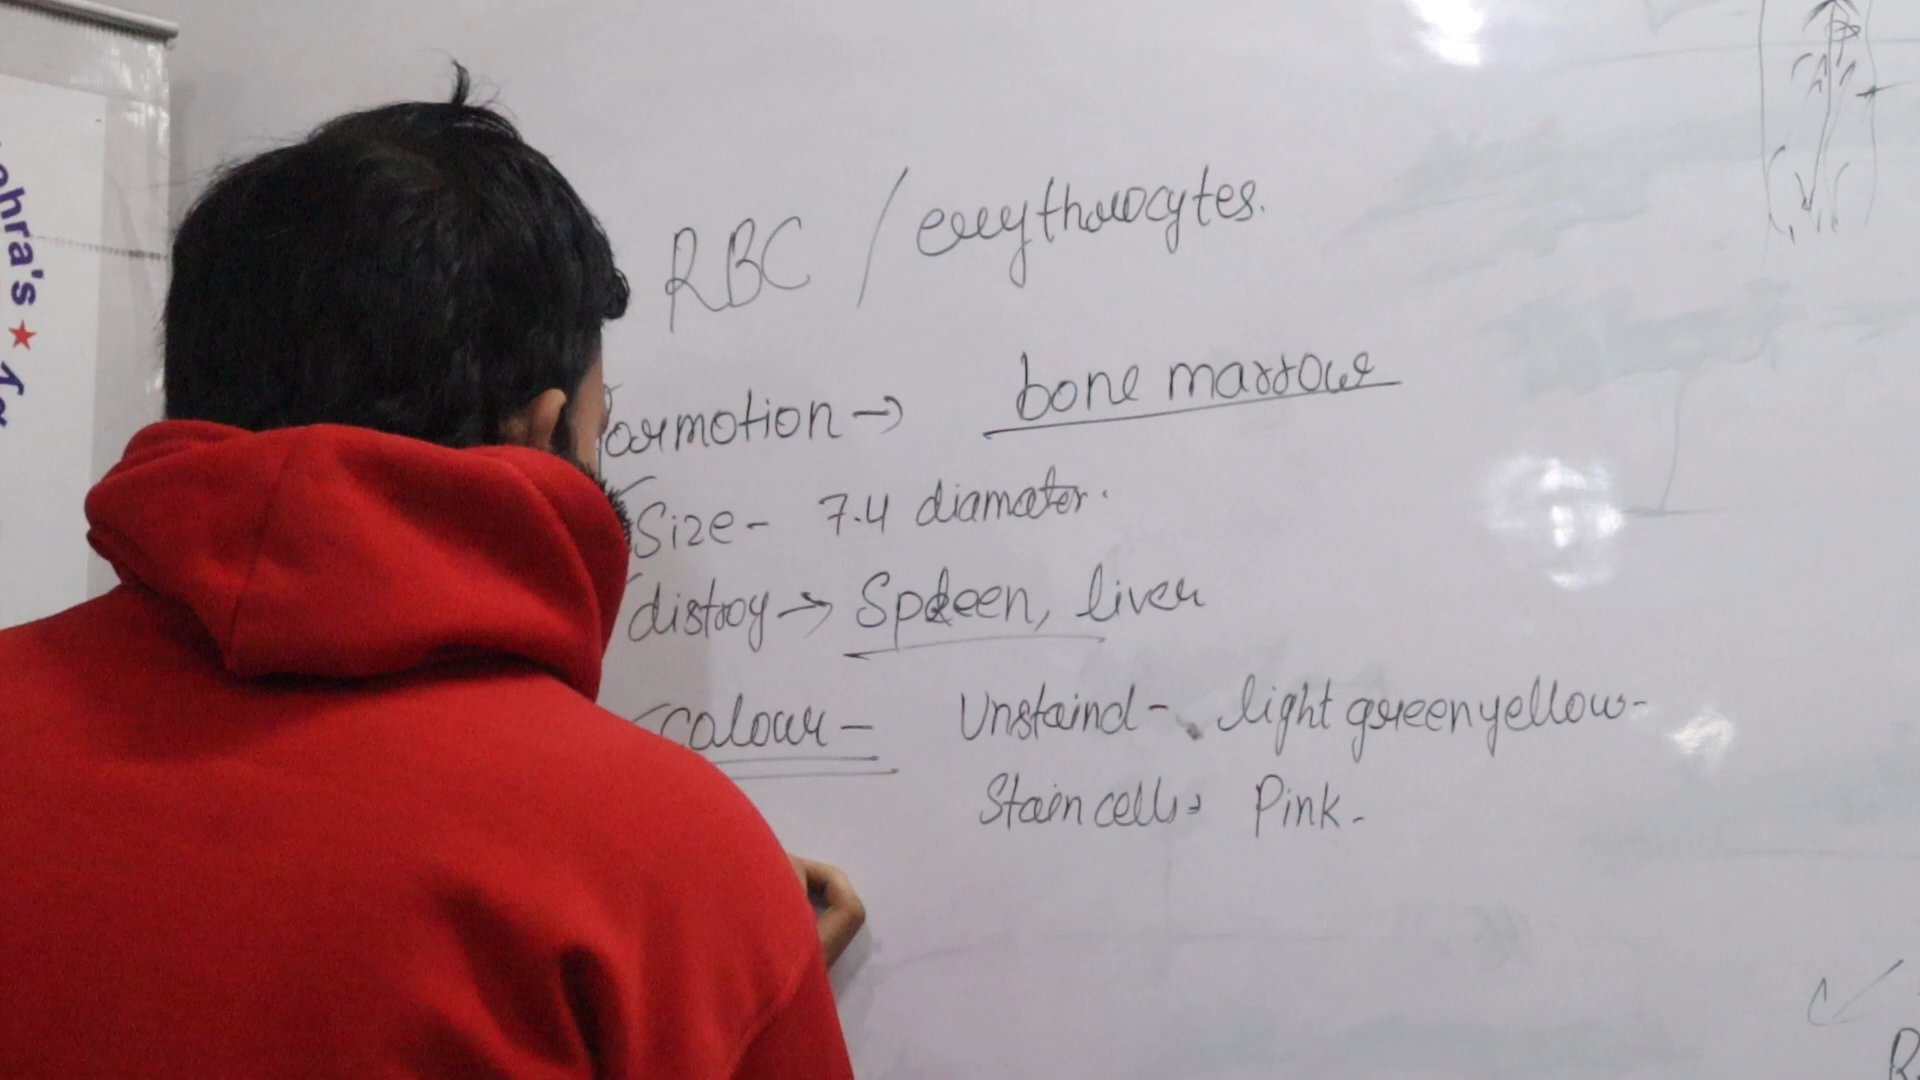 RBC / erythrocytes.
formotion → bone marrow
Size - 7.4 diamater.
distroy → Spleen, liver
Colour - Unstaind - light greenyellow-
Stain cells, Pink.
hra's ★